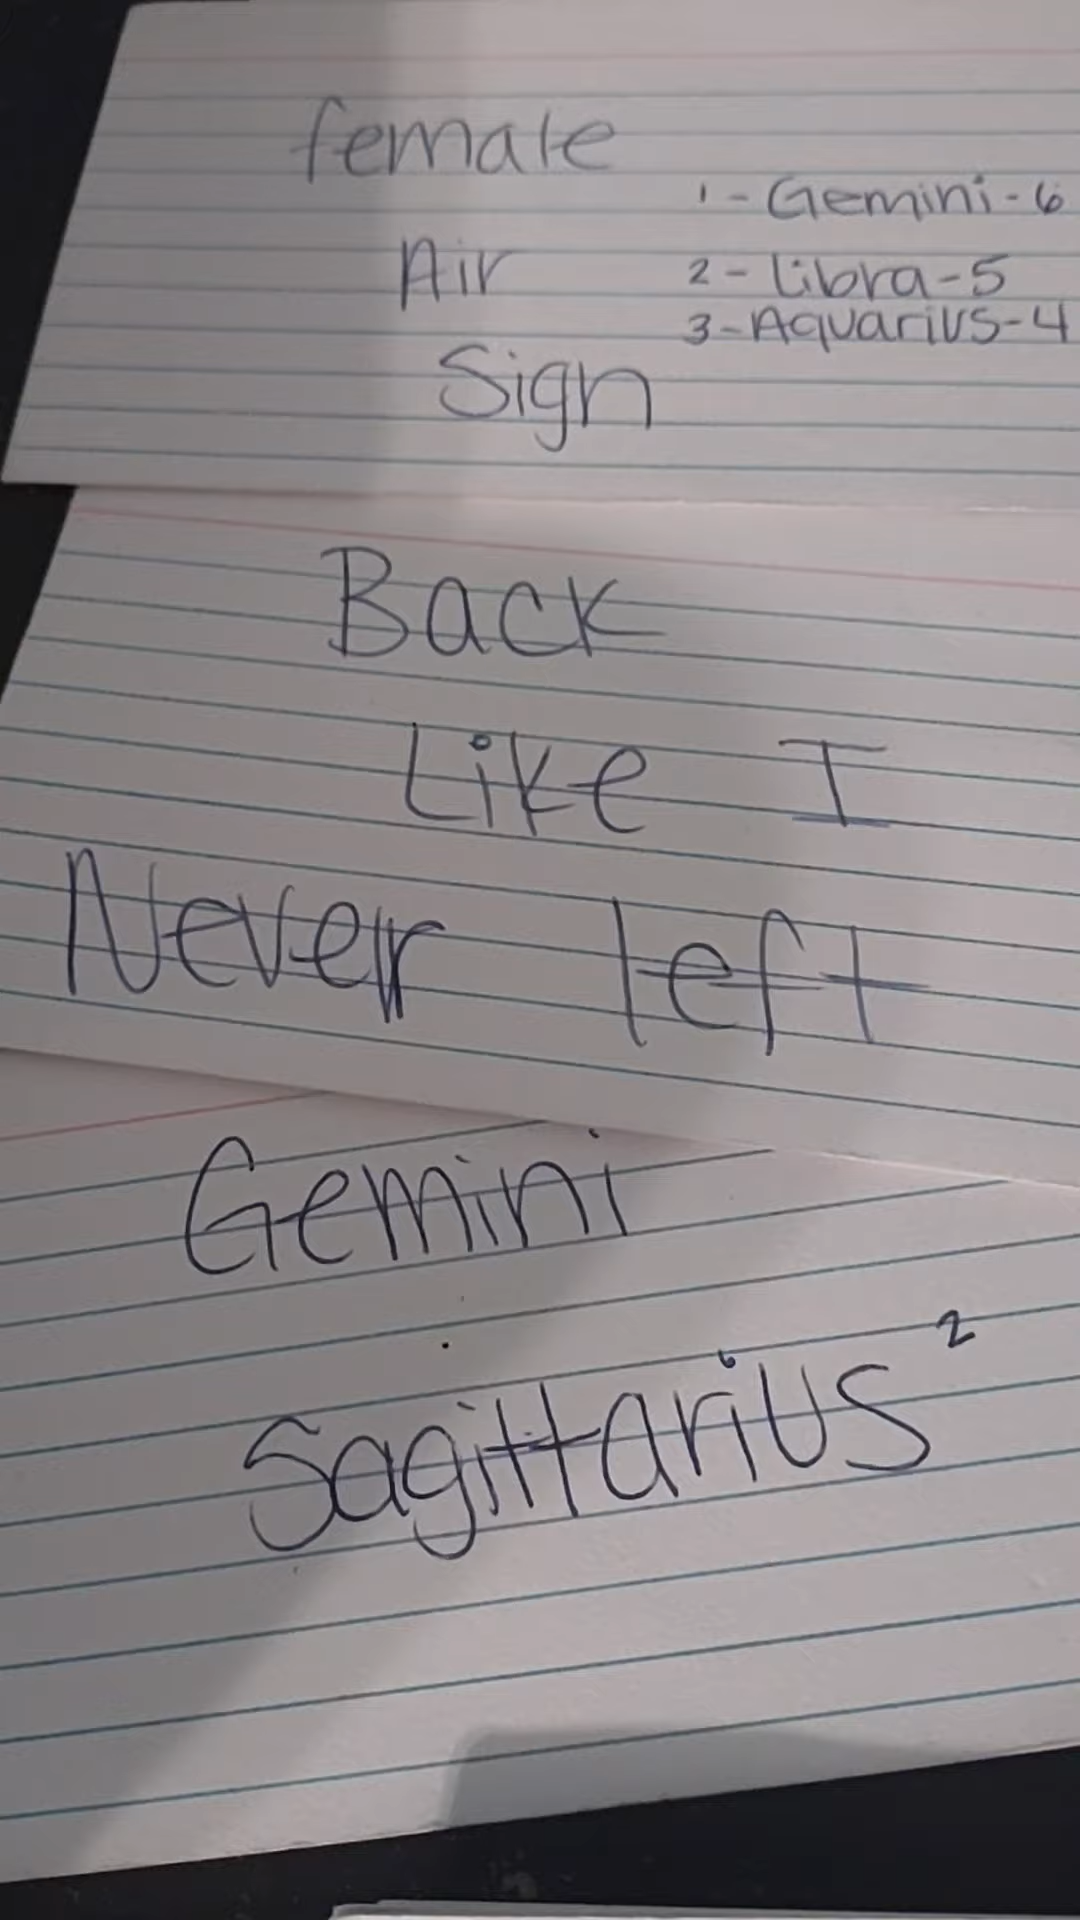 female
1 - Gemini - 6
Air
2 - Libra - 5
3 - Aquarius - 4
Sign
Back
Like I
Never left
Gemini
Sagittarius 2